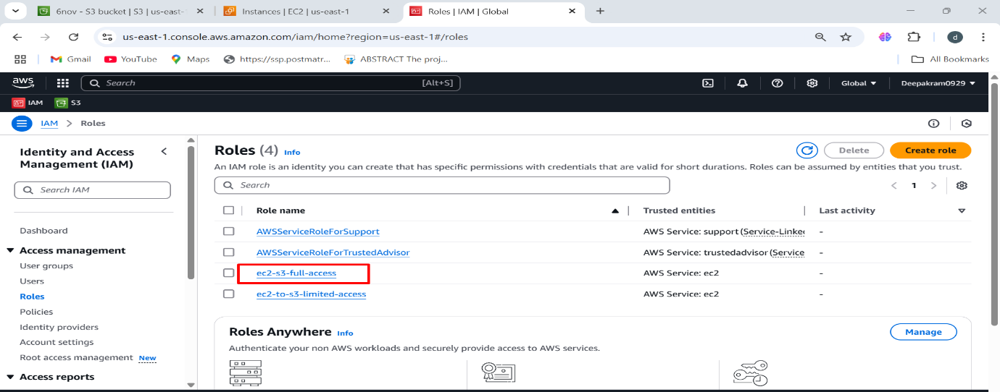 6nov - S3 bucket | S3 | us-east-
Instances | EC2 | us-east-1
Roles | IAM | Global
us-east-1.console.aws.amazon.com/iam/home?region=us-east-1#/roles
d
Gmail
YouTube
Maps
https://ssp.postmatr...
ABSTRACT The proj...
All Bookmarks
aws
Search
[Alt+S]
Global
Deepakram0929
IAM
S3
IAM > Roles
Identity and Access
Management (IAM)
Search IAM
Dashboard
Access management
User groups
Users
Roles
Policies
Identity providers
Account settings
Root access management New
Access reports
Roles (4) Info
Delete
Create role
An IAM role is an identity you can create that has specific permissions with credentials that are valid for short durations. Roles can be assumed by entities that you trust.
Search
1
Role name
Trusted entities
Last activity
AWSServiceRoleForSupport
AWS Service: support (Service-Linked
-
AWSServiceRoleForTrustedAdvisor
AWS Service: trustedadvisor (Service
-
ec2-s3-full-access
AWS Service: ec2
-
ec2-to-s3-limited-access
AWS Service: ec2
-
Roles Anywhere Info
Manage
Authenticate your non AWS workloads and securely provide access to AWS services.